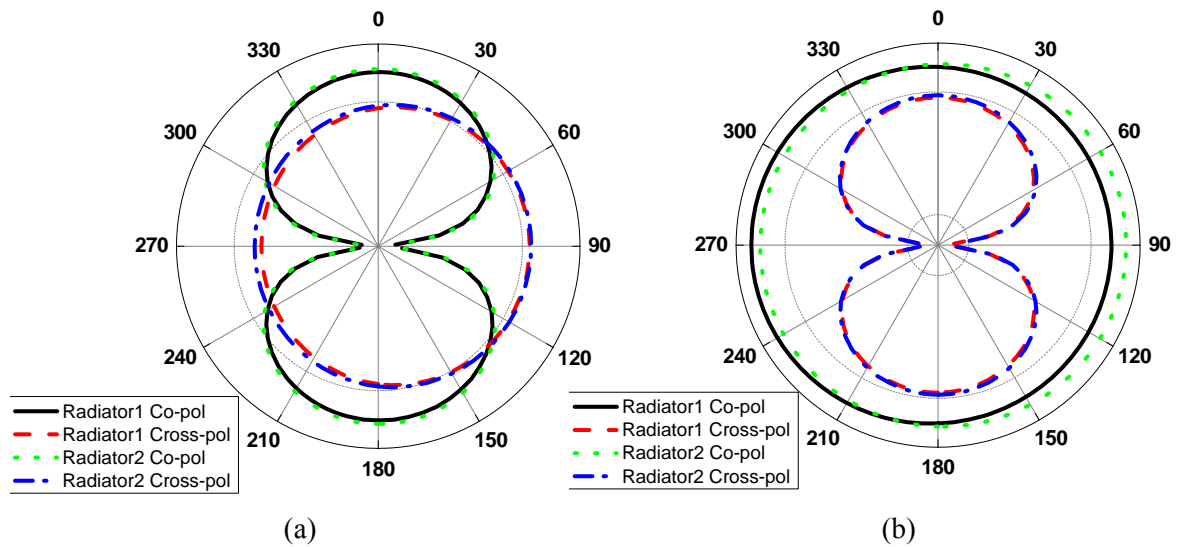 0
330
30
300
60
270
90
240
120
210
150
180
Radiator1 Co-pol
Radiator1 Cross-pol
Radiator2 Co-pol
Radiator2 Cross-pol
(a)
0
330
30
300
60
270
90
240
120
210
150
180
Radiator1 Co-pol
Radiator1 Cross-pol
Radiator2 Co-pol
Radiator2 Cross-pol
(b)